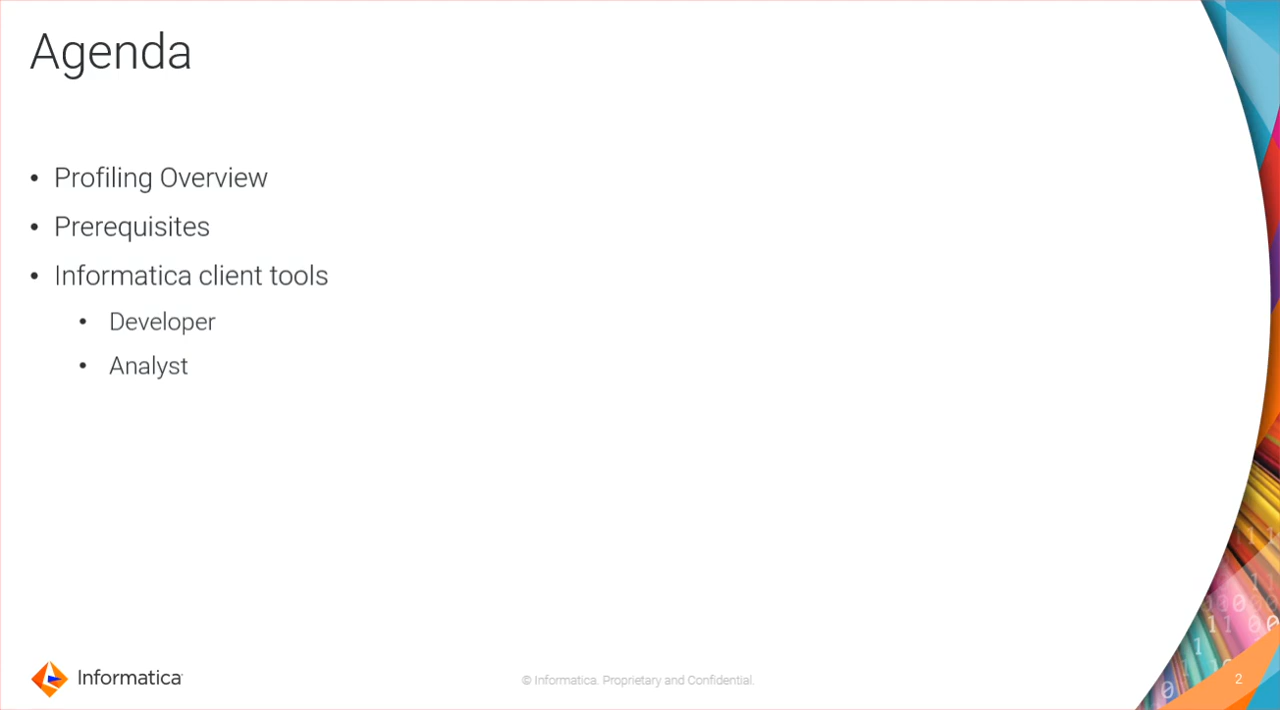 Agenda
• Profiling Overview
• Prerequisites
• Informatica client tools
• Developer
• Analyst
Informatica
© Informatica. Proprietary and Confidential.
2